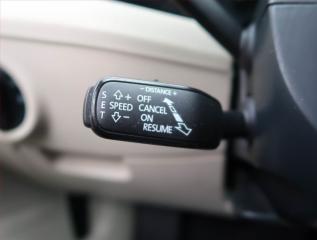 - DISTANCE +
S ⇧+ OFF
E SPEED CANCEL
T ⇩- ON
RESUME